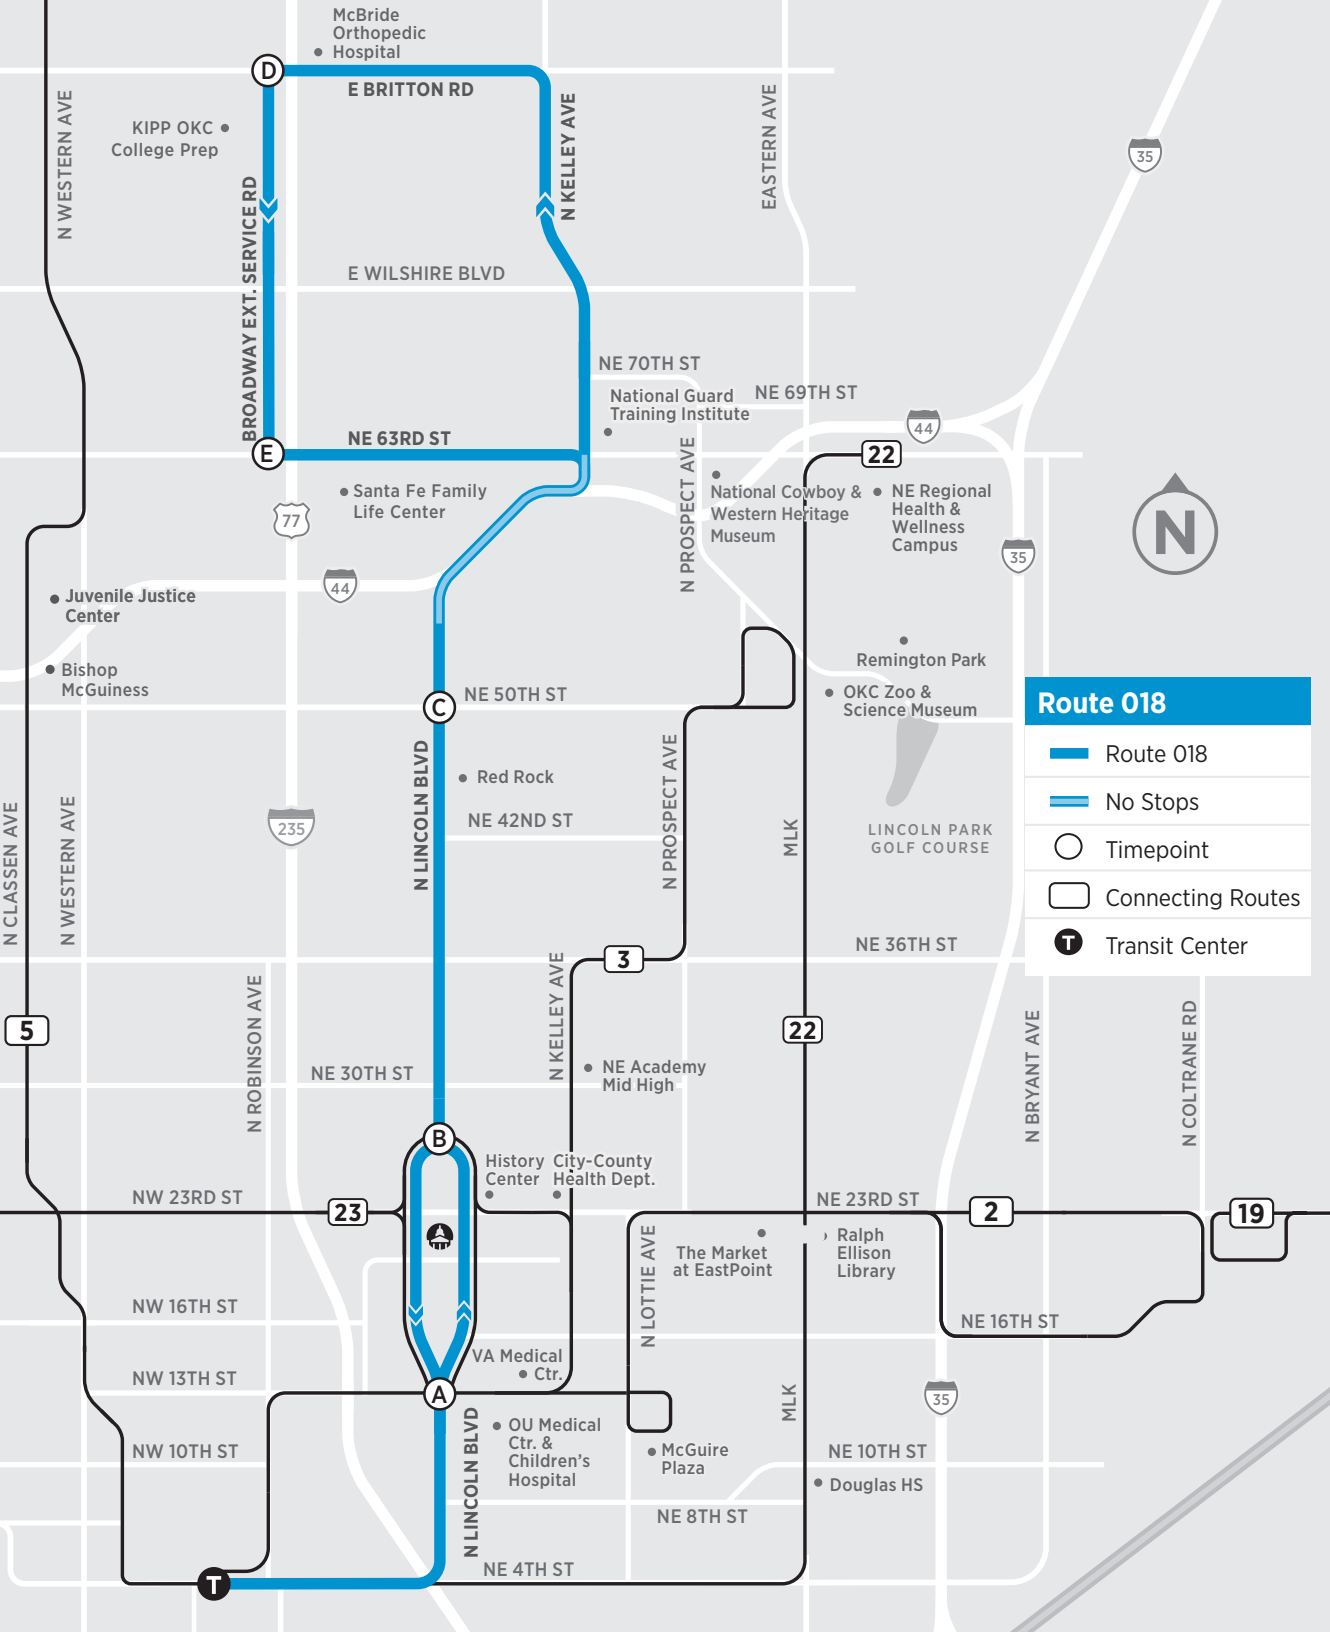 McBride
Orthopedic
Hospital
D
E BRITTON RD
N WESTERN AVE
KIPP OKC
College Prep
N KELLEY AVE
EASTERN AVE
35
BROADWAY EXT. SERVICE RD
E WILSHIRE BLVD
NE 70TH ST
National Guard
Training Institute
NE 69TH ST
44
NE 63RD ST
E
22
N PROSPECT AVE
Santa Fe Family
Life Center
77
National Cowboy &
Western Heritage
Museum
NE Regional
Health &
Wellness
Campus
N
35
44
Juvenile Justice
Center
Bishop
McGuiness
Remington Park
OKC Zoo &
Science Museum
NE 50TH ST
C
Route 018
Route 018
No Stops
Timepoint
Connecting Routes
T
Transit Center
N LINCOLN BLVD
Red Rock
NE 42ND ST
N PROSPECT AVE
MLK
LINCOLN PARK
GOLF COURSE
235
N CLASSEN AVE
N WESTERN AVE
NE 36TH ST
3
N KELLEY AVE
N ROBINSON AVE
5
22
NE 30TH ST
NE Academy
Mid High
N BRYANT AVE
N COLTRANE RD
B
History
Center
City-County
Health Dept.
NW 23RD ST
23
NE 23RD ST
2
19
N LOTTIE AVE
The Market
at EastPoint
Ralph
Ellison
Library
NW 16TH ST
NE 16TH ST
VA Medical
Ctr.
NW 13TH ST
A
MLK
35
N LINCOLN BLVD
OU Medical
Ctr. &
Children's
Hospital
McGuire
Plaza
NW 10TH ST
NE 10TH ST
Douglas HS
NE 8TH ST
NE 4TH ST
T